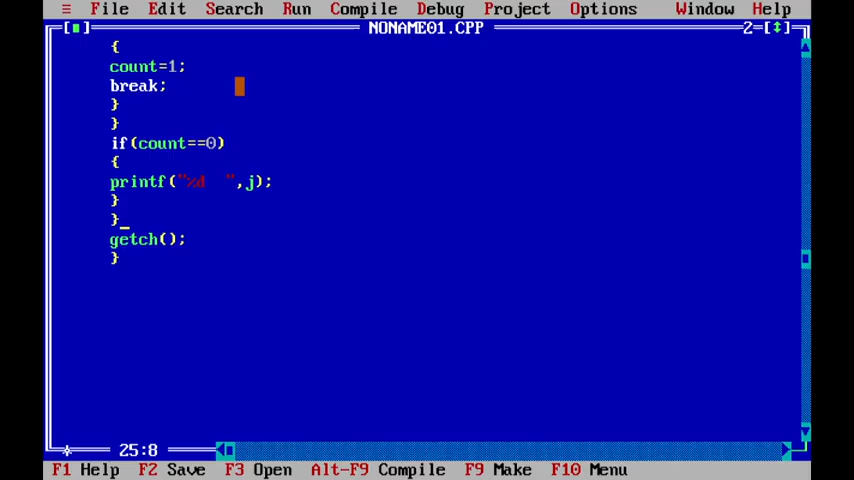 ≡ File Edit Search Run Compile Debug Project Options Window Help
[■] NONAME01.CPP 2=[↕]
{
count=1;
break;
}
}
if(count==0)
{
printf("%d  ",j);
}
}_
getch();
}
* 25:8
F1 Help F2 Save F3 Open Alt-F9 Compile F9 Make F10 Menu